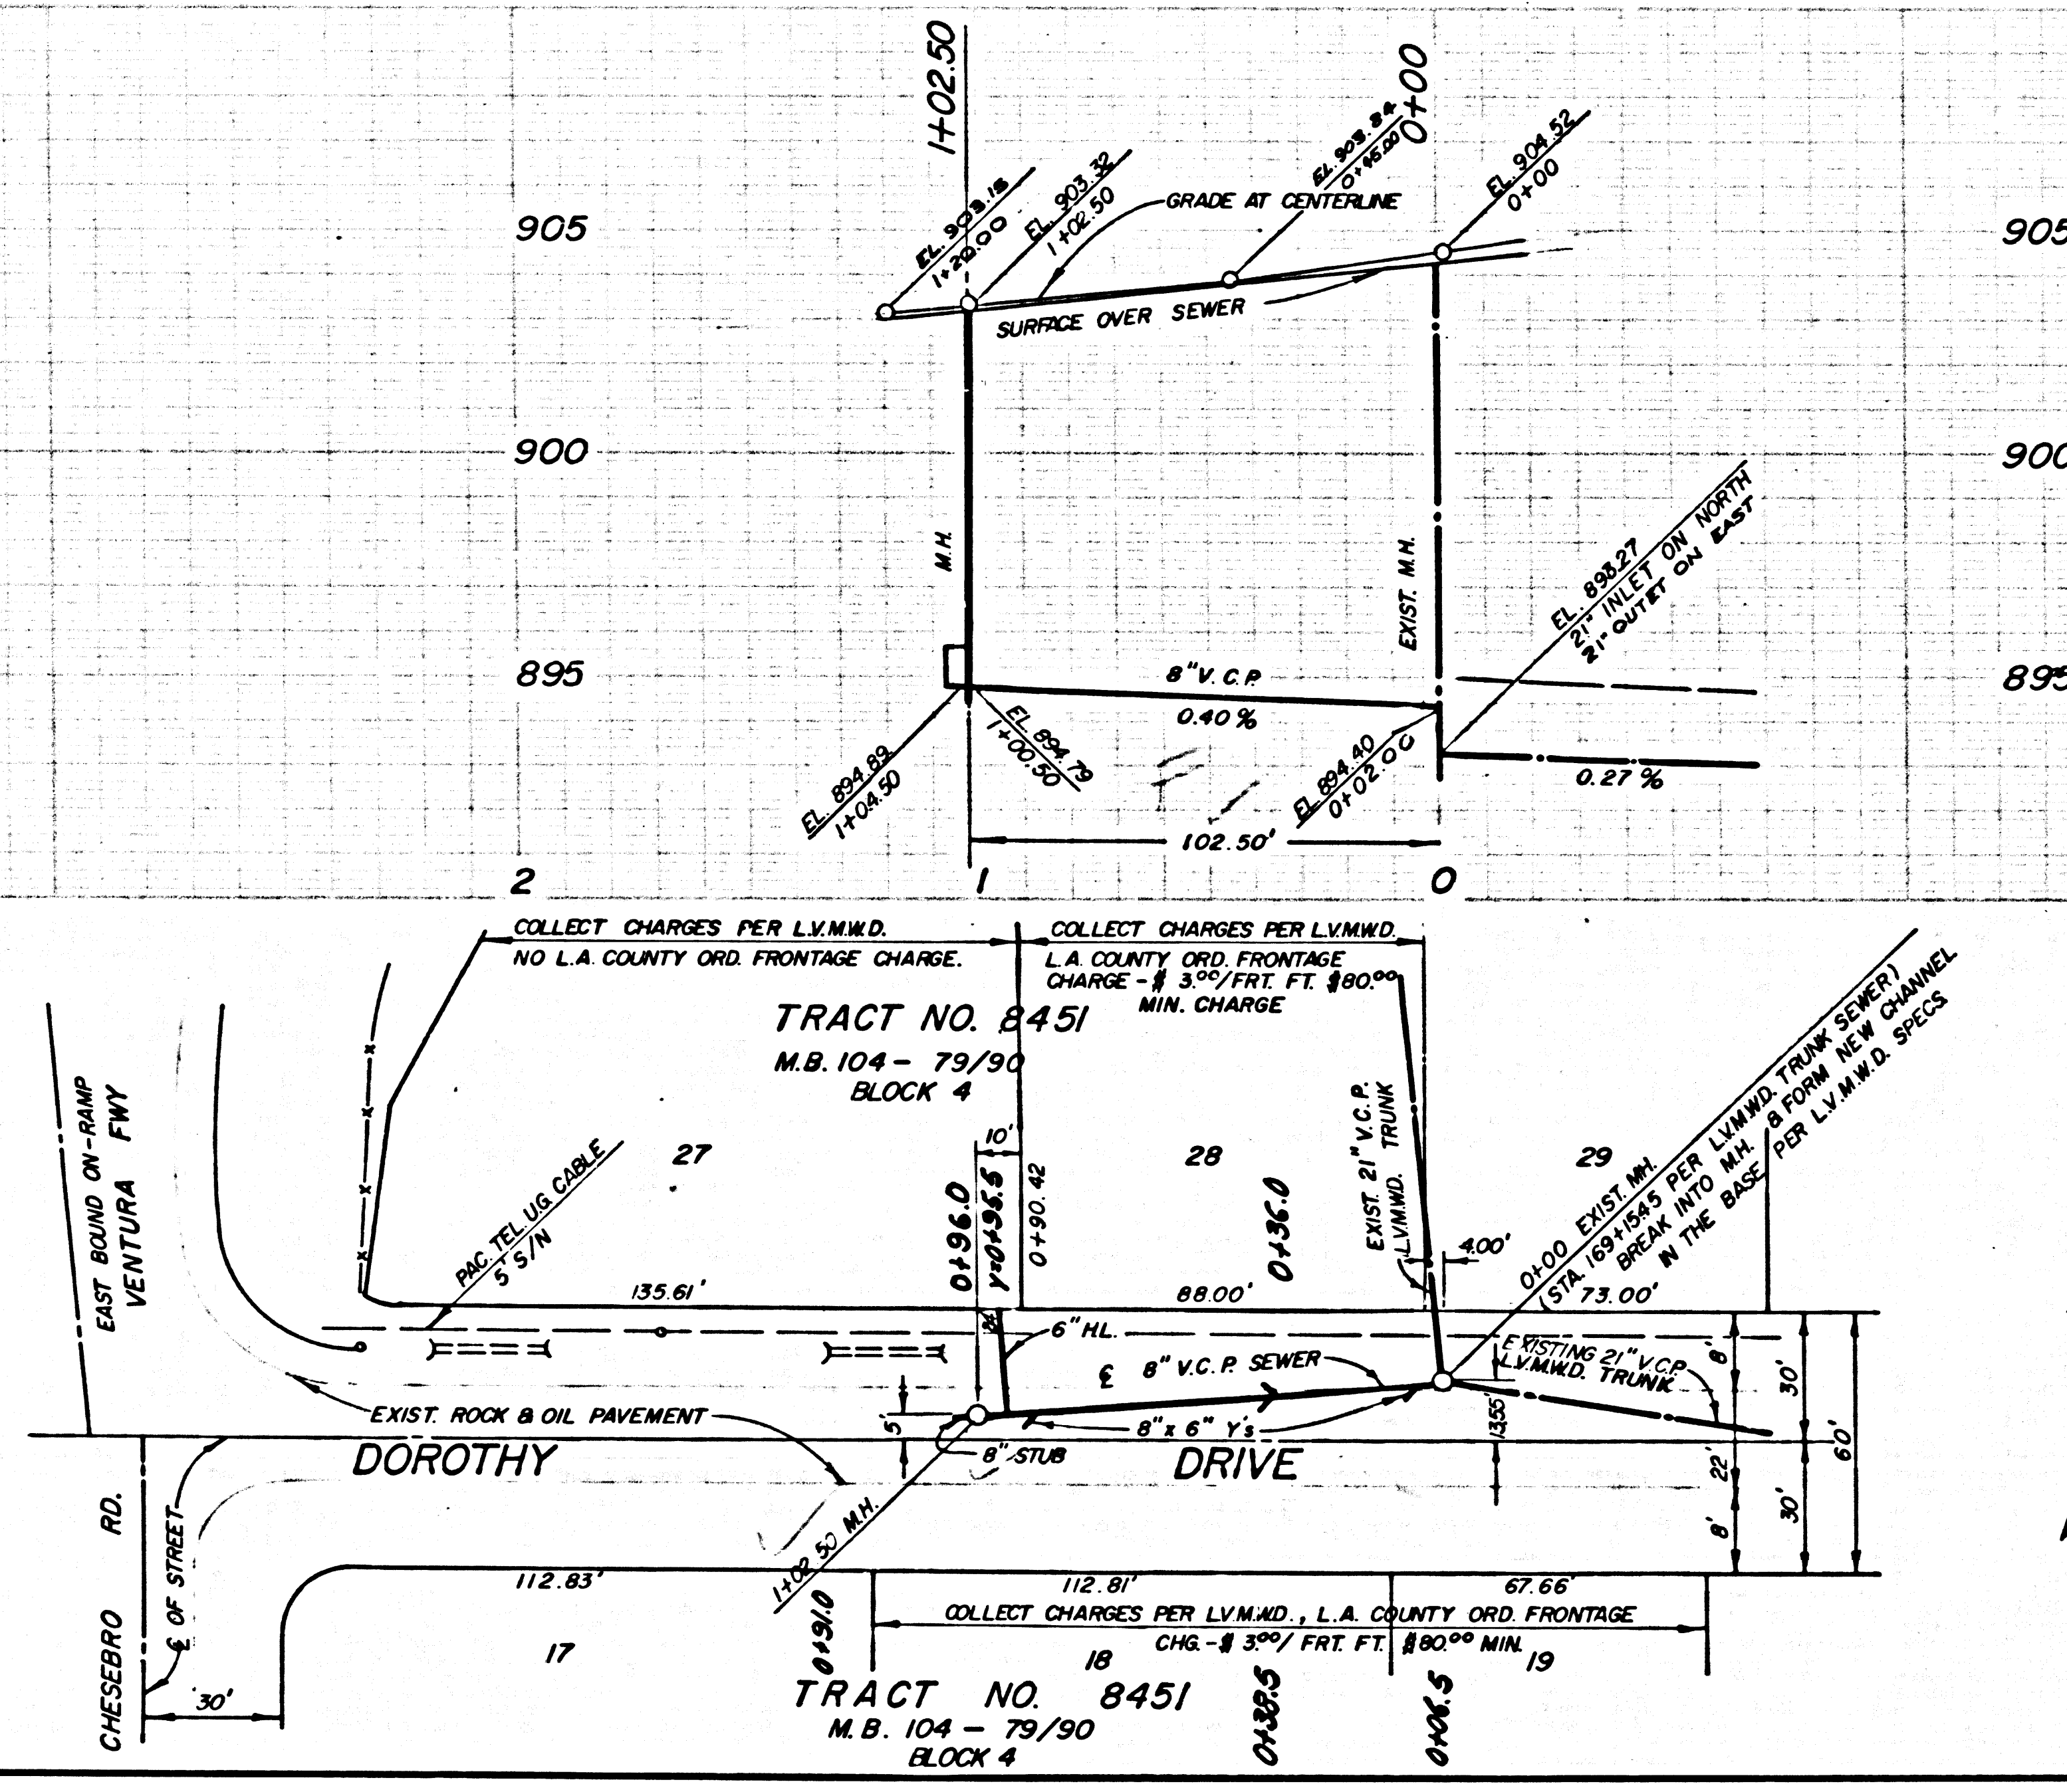 1+02.50
0+00
EL. 903.15
1+20.00
EL. 903.32
1+02.50
EL. 903.84
0+45.00
EL. 904.52
0+00
GRADE AT CENTERLINE
905
905
SURFACE OVER SEWER
900
900
M.H.
EXIST. M.H.
EL. 893.27
21" INLET ON NORTH
21" OUTET ON EAST
895
895
8" V.C.P.
0.40 %
EL. 894.89
1+04.50
EL. 894.79
1+00.50
EL. 894.40
0+02.00
0.27 %
102.50'
2
1
0
COLLECT CHARGES PER L.V.M.W.D.
NO L.A. COUNTY ORD. FRONTAGE CHARGE.
COLLECT CHARGES PER L.V.M.W.D.
L.A. COUNTY ORD. FRONTAGE
CHARGE - $ 3.00/FRT. FT. $80.00
MIN. CHARGE
TRACT NO. 8451
M.B. 104 - 79/90
BLOCK 4
EAST BOUND ON-RAMP
VENTURA FWY
PAC. TEL. U.G. CABLE
5' S/N
27
10'
0+96.0
Y=0+95.5
0+90.42
28
0+36.0
EXIST. 21" V.C.P.
L.V.M.W.D. TRUNK
29
4.00'
0+00 EXIST. MH.
(STA. 169+15.45 PER L.V.M.W.D. TRUNK SEWER)
BREAK INTO M.H. & FORM NEW CHANNEL
IN THE BASE PER L.V.M.W.D. SPECS.
135.61'
88.00'
73.00'
6" H.L.
℄ 8" V.C.P. SEWER
EXISTING 21" V.C.P.
L.V.M.W.D. TRUNK
8'
30'
EXIST. ROCK & OIL PAVEMENT
5'
8" x 6" Y's
13.55'
8" STUB
DOROTHY DRIVE
22'
60'
30'
8'
CHESEBRO RD.
℄ OF STREET
1+02.50 M.H.
112.83'
112.81'
67.66'
COLLECT CHARGES PER L.V.M.W.D., L.A. COUNTY ORD. FRONTAGE
CHG. - $ 3.00/ FRT. FT. $80.00 MIN.
17
0+91.0
18
19
30'
TRACT NO. 8451
M.B. 104 - 79/90
BLOCK 4
0+38.5
0+06.5